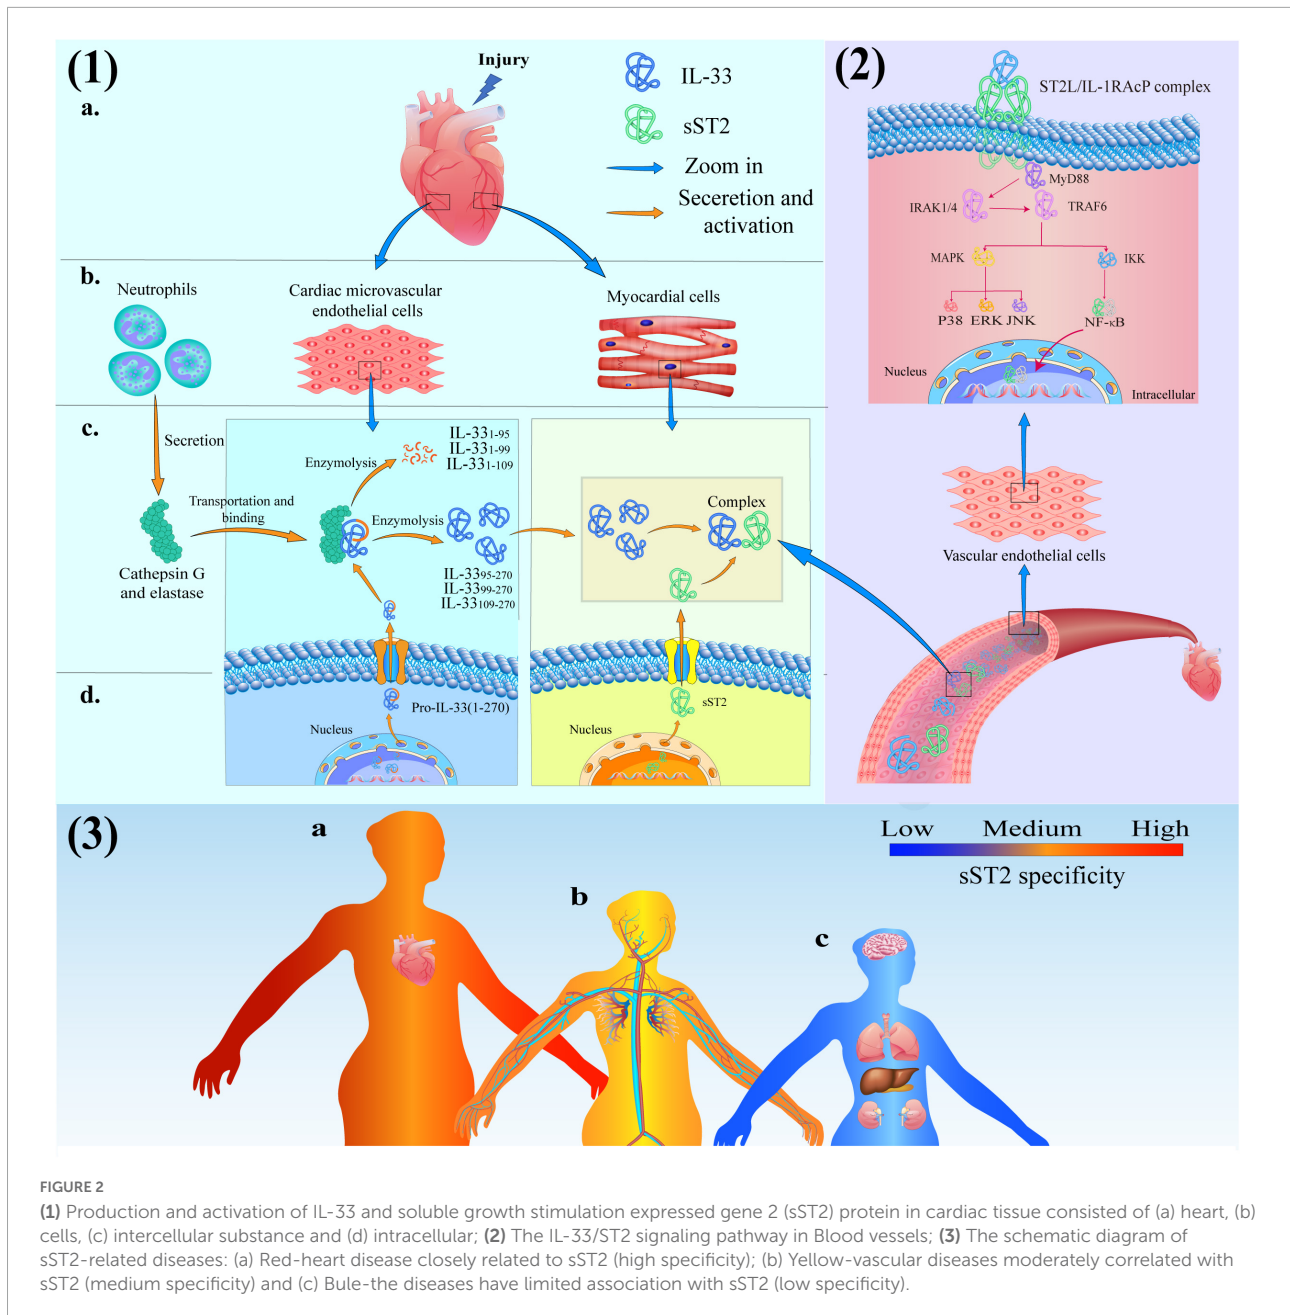 (1)
a.
Injury
IL-33
sST2
Zoom in
Seceretion and
activation
b.
Neutrophils
Cardiac microvascular
endothelial cells
Myocardial cells
c.
Secretion
Cathepsin G
and elastase
Transportation and
binding
Enzymolysis
IL-331-95
IL-331-99
IL-331-109
Enzymolysis
IL-3395-270
IL-3399-270
IL-33109-270
Complex
d.
Pro-IL-33(1-270)
Nucleus
sST2
Nucleus
(2)
ST2L/IL-1RAcP complex
MyD88
IRAK1/4
TRAF6
MAPK
IKK
P38
ERK
JNK
NF-κB
Nucleus
Intracellular
Vascular endothelial cells
(3)
a
b
c
Low Medium High
sST2 specificity
FIGURE 2
(1) Production and activation of IL-33 and soluble growth stimulation expressed gene 2 (sST2) protein in cardiac tissue consisted of (a) heart, (b)
cells, (c) intercellular substance and (d) intracellular; (2) The IL-33/ST2 signaling pathway in Blood vessels; (3) The schematic diagram of
sST2-related diseases: (a) Red-heart disease closely related to sST2 (high specificity); (b) Yellow-vascular diseases moderately correlated with
sST2 (medium specificity) and (c) Bule-the diseases have limited association with sST2 (low specificity).